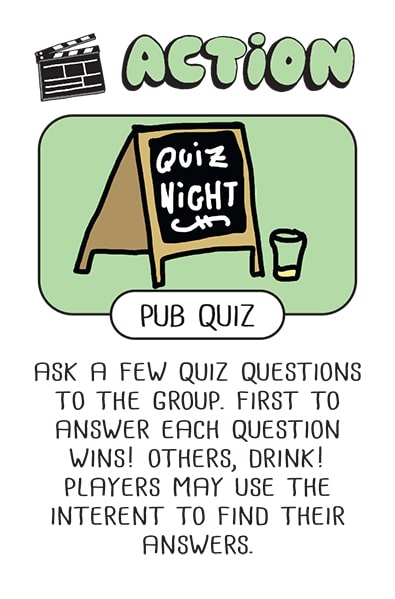 ACTiON
QUiZ
NiGHT
PUB QUIZ
ASK A FEW QUIZ QUESTIONS
TO THE GROUP. FIRST TO
ANSWER EACH QUESTION
WINS! OTHERS, DRINK!
PLAYERS MAY USE THE
INTERENT TO FIND THEIR
ANSWERS.